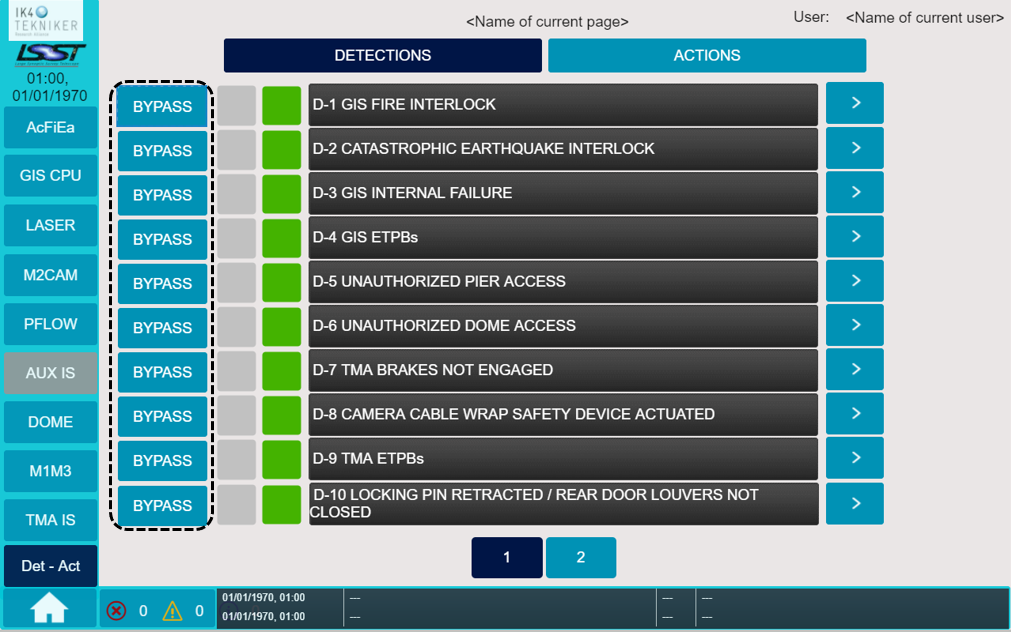 IK4
TEKNIKER
LSST
01:00,
01/01/1970
AcFiEa
GIS CPU
LASER
M2CAM
PFLOW
AUX IS
DOME
M1M3
TMA IS
Det - Act
<Name of current page>
User: <Name of current user>
DETECTIONS ACTIONS
BYPASS D-1 GIS FIRE INTERLOCK >
BYPASS D-2 CATASTROPHIC EARTHQUAKE INTERLOCK >
BYPASS D-3 GIS INTERNAL FAILURE >
BYPASS D-4 GIS ETPBs >
BYPASS D-5 UNAUTHORIZED PIER ACCESS >
BYPASS D-6 UNAUTHORIZED DOME ACCESS >
BYPASS D-7 TMA BRAKES NOT ENGAGED >
BYPASS D-8 CAMERA CABLE WRAP SAFETY DEVICE ACTUATED >
BYPASS D-9 TMA ETPBs >
BYPASS D-10 LOCKING PIN RETRACTED / REAR DOOR LOUVERS NOT >
CLOSED
1 2
0 0
01/01/1970, 01:00 --- --- ---
01/01/1970, 01:00 --- --- ---